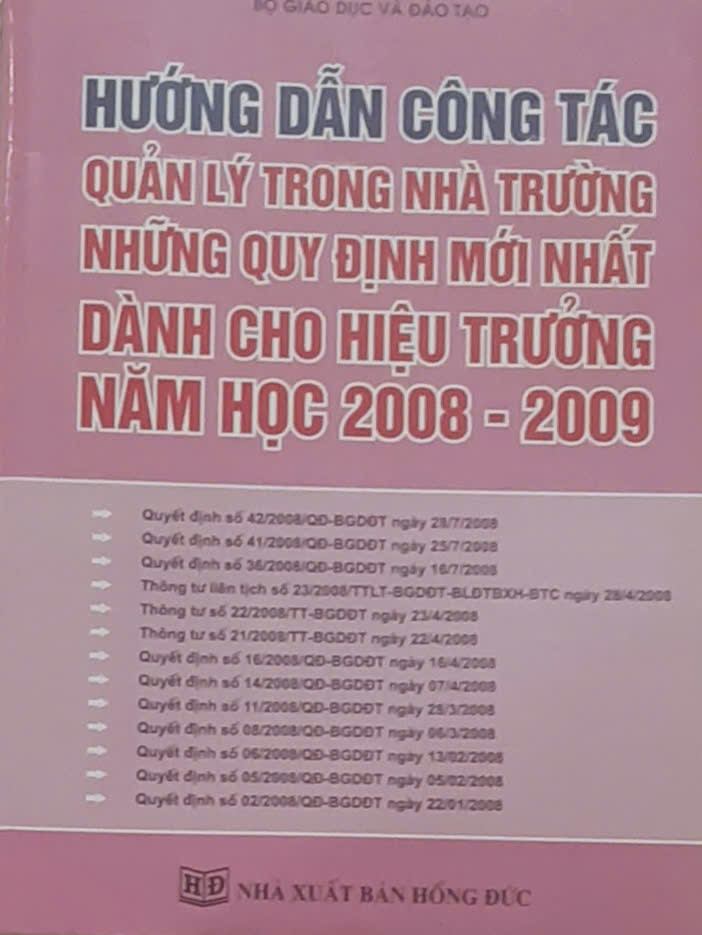 BỘ GIÁO DỤC VÀ ĐÀO TẠO
HƯỚNG DẪN CÔNG TÁC
QUẢN LÝ TRONG NHÀ TRƯỜNG
NHỮNG QUY ĐỊNH MỚI NHẤT
DÀNH CHO HIỆU TRƯỞNG
NĂM HỌC 2008 - 2009
Quyết định số 42/2008/QĐ-BGDĐT ngày 28/7/2008
Quyết định số 41/2008/QĐ-BGDĐT ngày 25/7/2008
Quyết định số 36/2008/QĐ-BGDĐT ngày 16/7/2008
Thông tư liên tịch số 23/2008/TTLT-BGDĐT-BLĐTBXH-BTC ngày 28/4/2008
Thông tư số 22/2008/TT-BGDĐT ngày 23/4/2008
Thông tư số 21/2008/TT-BGDĐT ngày 22/4/2008
Quyết định số 16/2008/QĐ-BGDĐT ngày 16/4/2008
Quyết định số 14/2008/QĐ-BGDĐT ngày 07/4/2008
Quyết định số 11/2008/QĐ-BGDĐT ngày 28/3/2008
Quyết định số 08/2008/QĐ-BGDĐT ngày 06/3/2008
Quyết định số 06/2008/QĐ-BGDĐT ngày 13/02/2008
Quyết định số 05/2008/QĐ-BGDĐT ngày 05/02/2008
Quyết định số 02/2008/QĐ-BGDĐT ngày 22/01/2008
HĐ NHÀ XUẤT BẢN HỒNG ĐỨC